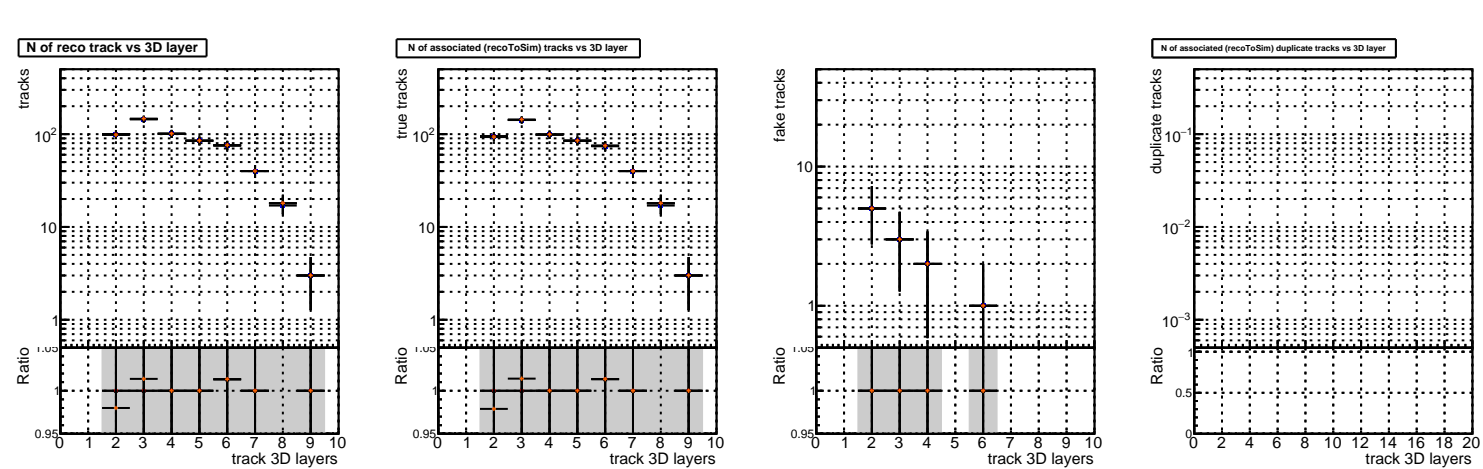 N of reco track vs 3D layer
tracks
10²
10
1
Ratio
1.05
1
0.95
0 1 2 3 4 5 6 7 8 9 10
track 3D layers
N of associated (recoToSim) tracks vs 3D layer
true tracks
10²
10
1
Ratio
1.05
1
0.95
0 1 2 3 4 5 6 7 8 9 10
track 3D layers
fake tracks
10
1
Ratio
1.05
1
0.95
0 1 2 3 4 5 6 7 8 9 10
track 3D layers
N of associated (recoToSim) duplicate tracks vs 3D layer
duplicate tracks
10⁻¹
10⁻²
10⁻³
Ratio
1
0.5
0
0 2 4 6 8 10 12 14 16 18 20
track 3D layers